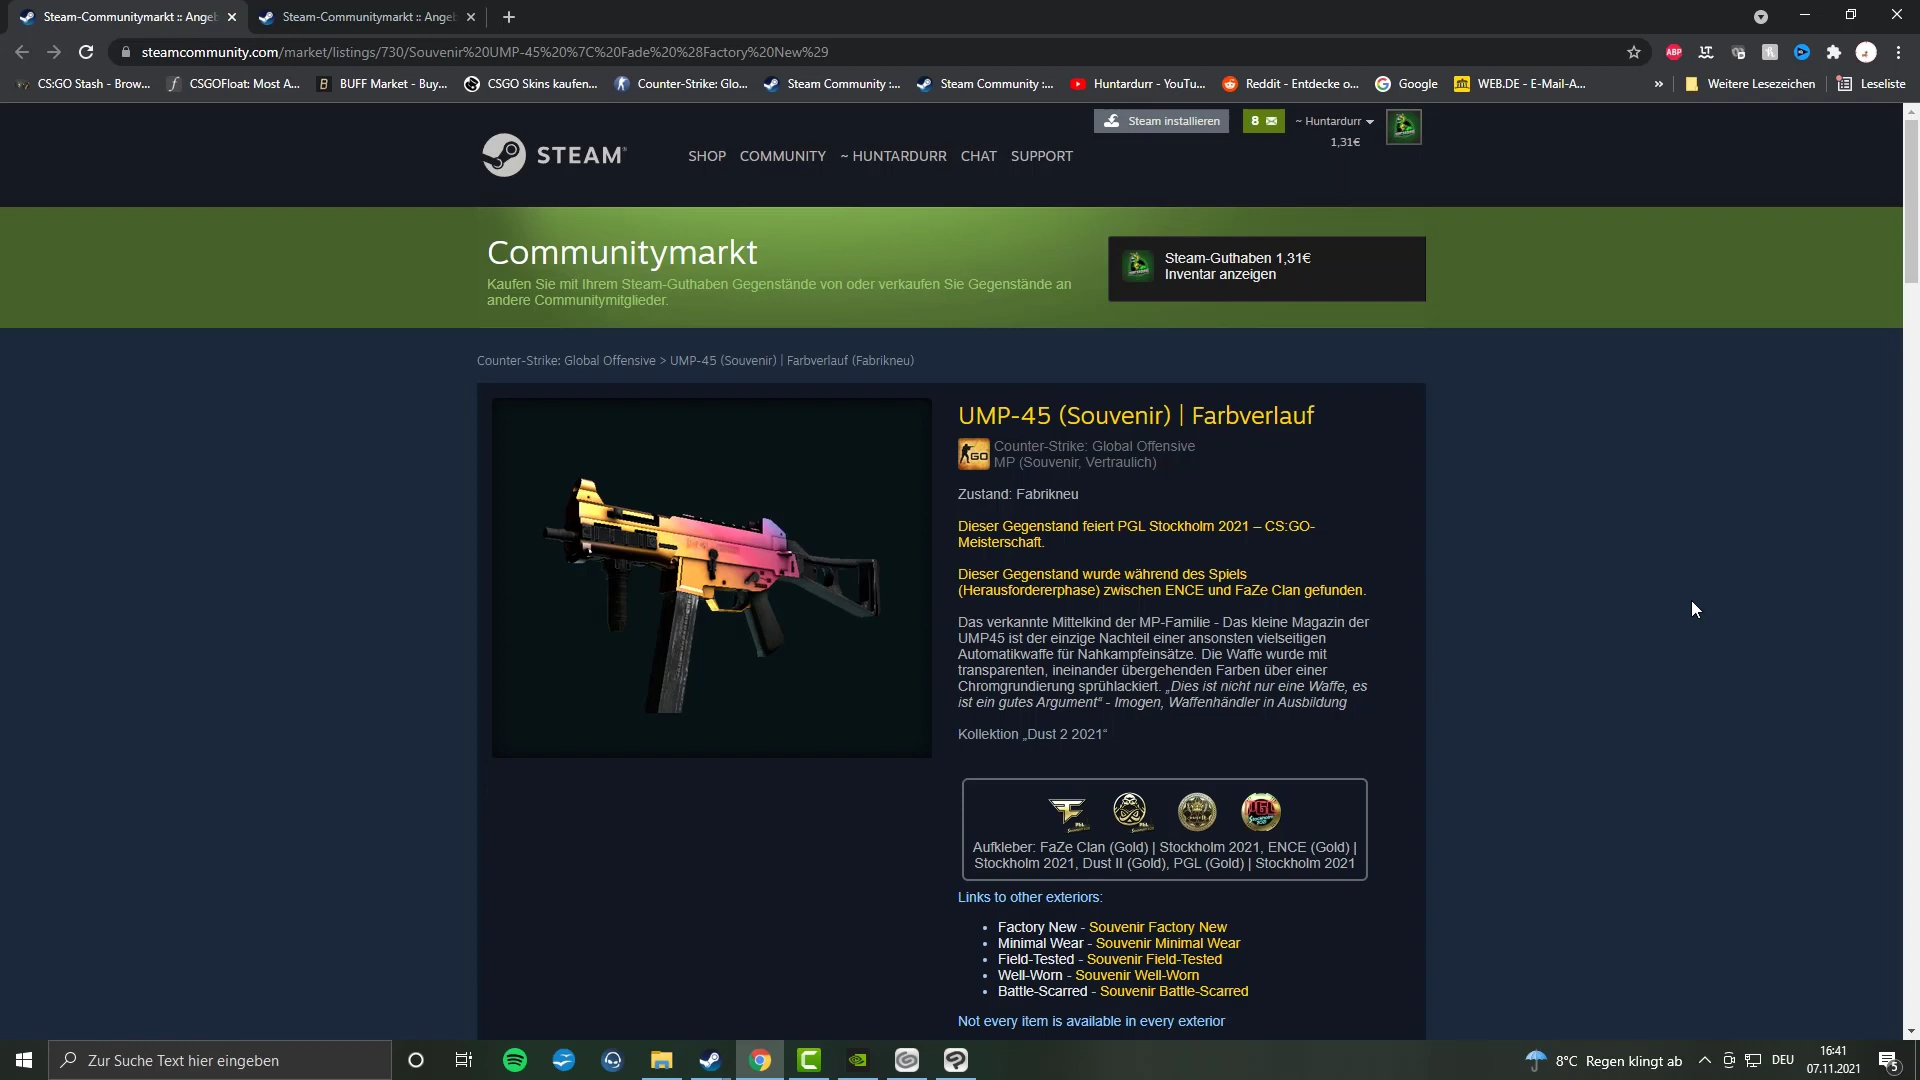 Steam-Communitymarkt :: Angeb
Steam-Communitymarkt :: Angeb
steamcommunity.com/market/listings/730/Souvenir%20UMP-45%20%7C%20Fade%20%28Factory%20New%29
ABP
CS:GO Stash - Brow...
CSGOFloat: Most A...
BUFF Market - Buy...
CSGO Skins kaufen...
Counter-Strike: Glo...
Steam Community :...
Steam Community :...
Huntardurr - YouTu...
Reddit - Entdecke o...
Google
WEB.DE - E-Mail-A...
»
Weitere Lesezeichen
Leseliste
Steam installieren
8
~ Huntardurr
1,31€
STEAM®
SHOP
COMMUNITY
~ HUNTARDURR
CHAT
SUPPORT
Communitymarkt
Kaufen Sie mit Ihrem Steam-Guthaben Gegenstände von oder verkaufen Sie Gegenstände an
andere Communitymitglieder.
Steam-Guthaben 1,31€
Inventar anzeigen
Counter-Strike: Global Offensive > UMP-45 (Souvenir) | Farbverlauf (Fabrikneu)
UMP-45 (Souvenir) | Farbverlauf
GO
Counter-Strike: Global Offensive
MP (Souvenir, Vertraulich)
Zustand: Fabrikneu
Dieser Gegenstand feiert PGL Stockholm 2021 – CS:GO-
Meisterschaft.
Dieser Gegenstand wurde während des Spiels
(Herausfordererphase) zwischen ENCE und FaZe Clan gefunden.
Das verkannte Mittelkind der MP-Familie - Das kleine Magazin der
UMP45 ist der einzige Nachteil einer ansonsten vielseitigen
Automatikwaffe für Nahkampfeinsätze. Die Waffe wurde mit
transparenten, ineinander übergehenden Farben über einer
Chromgrundierung sprühlackiert. „Dies ist nicht nur eine Waffe, es
ist ein gutes Argument“ - Imogen, Waffenhändler in Ausbildung
Kollektion „Dust 2 2021“
Aufkleber: FaZe Clan (Gold) | Stockholm 2021, ENCE (Gold) |
Stockholm 2021, Dust II (Gold), PGL (Gold) | Stockholm 2021
Links to other exteriors:
• Factory New - Souvenir Factory New
• Minimal Wear - Souvenir Minimal Wear
• Field-Tested - Souvenir Field-Tested
• Well-Worn - Souvenir Well-Worn
• Battle-Scarred - Souvenir Battle-Scarred
Not every item is available in every exterior
Zur Suche Text hier eingeben
8°C Regen klingt ab
DEU
16:41
07.11.2021
5